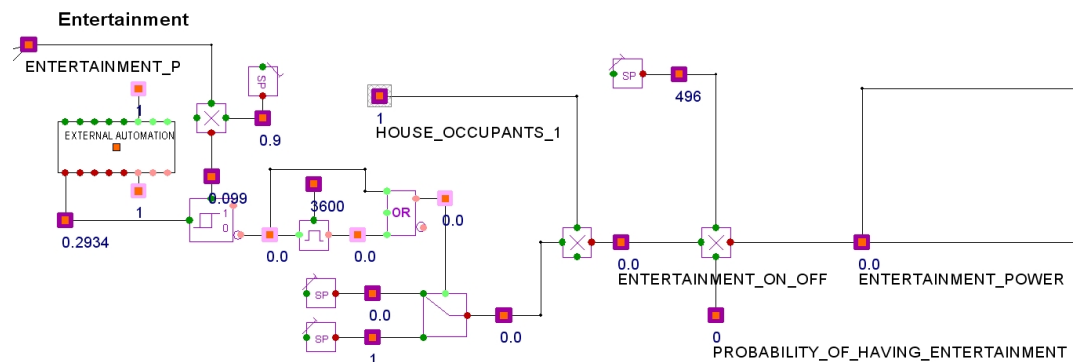 Entertainment
ENTERTAINMENT_P
SP
SP
496
1
1
HOUSE_OCCUPANTS_1
EXTERNAL AUTOMATION
0.9
1
0.099
3600
1
0
OR
0.0
0.2934
0.0
0.0
0.0
ENTERTAINMENT_ON_OFF
0.0
ENTERTAINMENT_POWER
SP
0.0
0.0
SP
1
0
PROBABILITY_OF_HAVING_ENTERTAINMENT